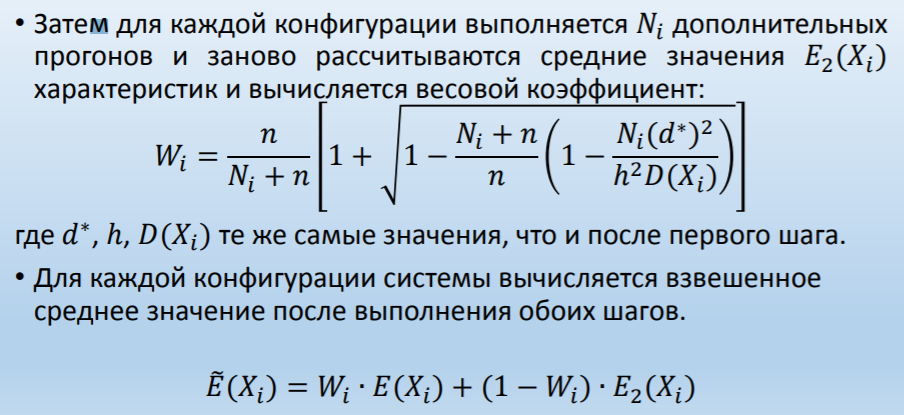 • Затем для каждой конфигурации выполняется $N_i$ дополнительных
прогонов и заново рассчитываются средние значения $E_2(X_i)$
характеристик и вычисляется весовой коэффициент:
$W_i = \frac{n}{N_i + n}\left[1 + \sqrt{1 - \frac{N_i + n}{n}\left(1 - \frac{N_i(d^*)^2}{h^2 D(X_i)}\right)}\right]$
где $d^*$, $h$, $D(X_i)$ те же самые значения, что и после первого шага.
• Для каждой конфигурации системы вычисляется взвешенное
среднее значение после выполнения обоих шагов.
$\tilde{E}(X_i) = W_i \cdot E(X_i) + (1 - W_i) \cdot E_2(X_i)$